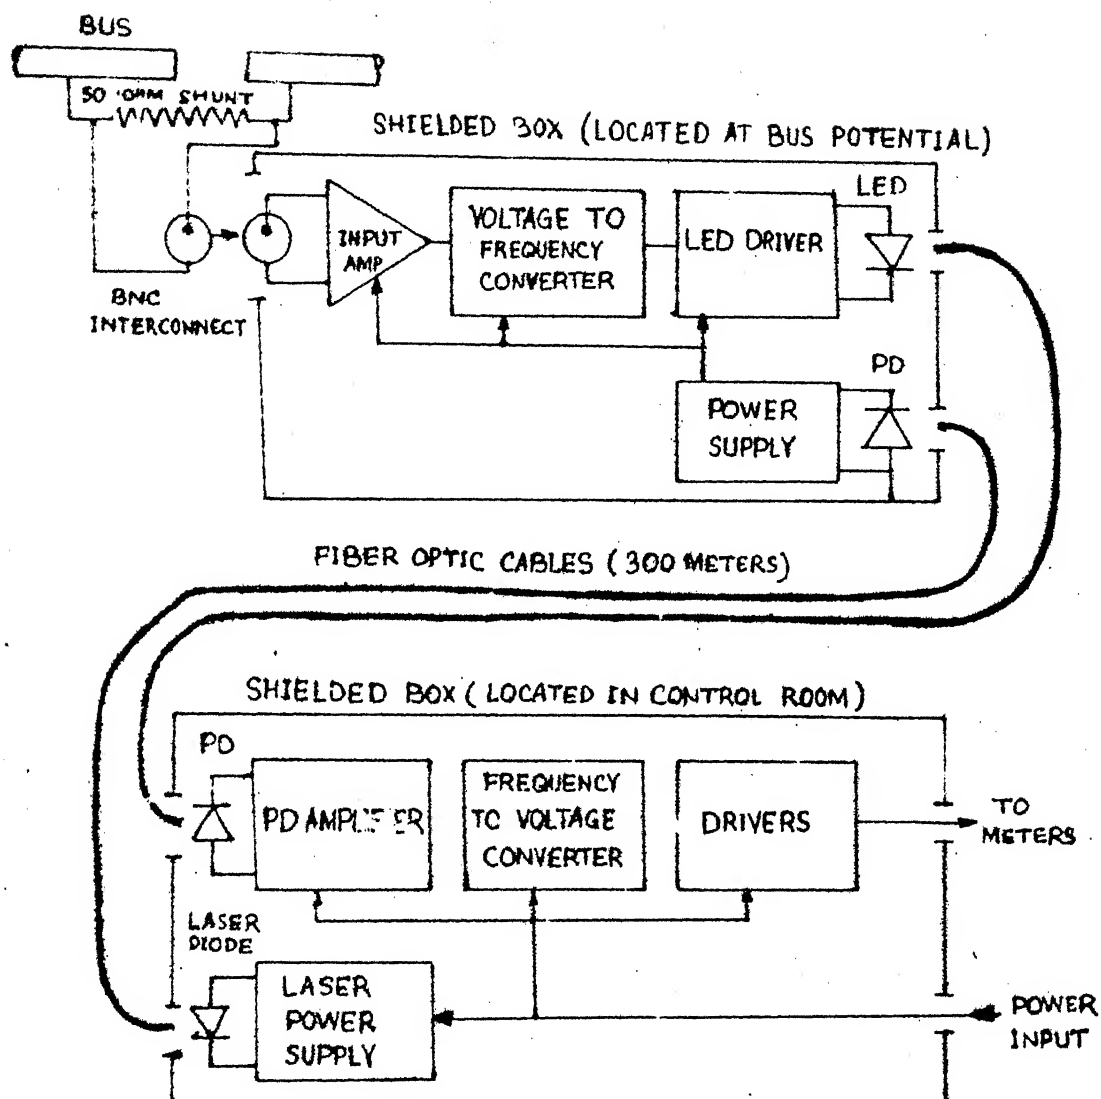 BUS
50 OHM SHUNT
SHIELDED BOX (LOCATED AT BUS POTENTIAL)
LED
INPUT
AMP
VOLTAGE TO
FREQUENCY
CONVERTER
LED DRIVER
BNC
INTERCONNECT
PD
POWER
SUPPLY
FIBER OPTIC CABLES (300 METERS)
SHIELDED BOX (LOCATED IN CONTROL ROOM)
PD
PD AMPLIFIER
FREQUENCY
TO VOLTAGE
CONVERTER
DRIVERS
TO
METERS
LASER
DIODE
LASER
POWER
SUPPLY
POWER
INPUT